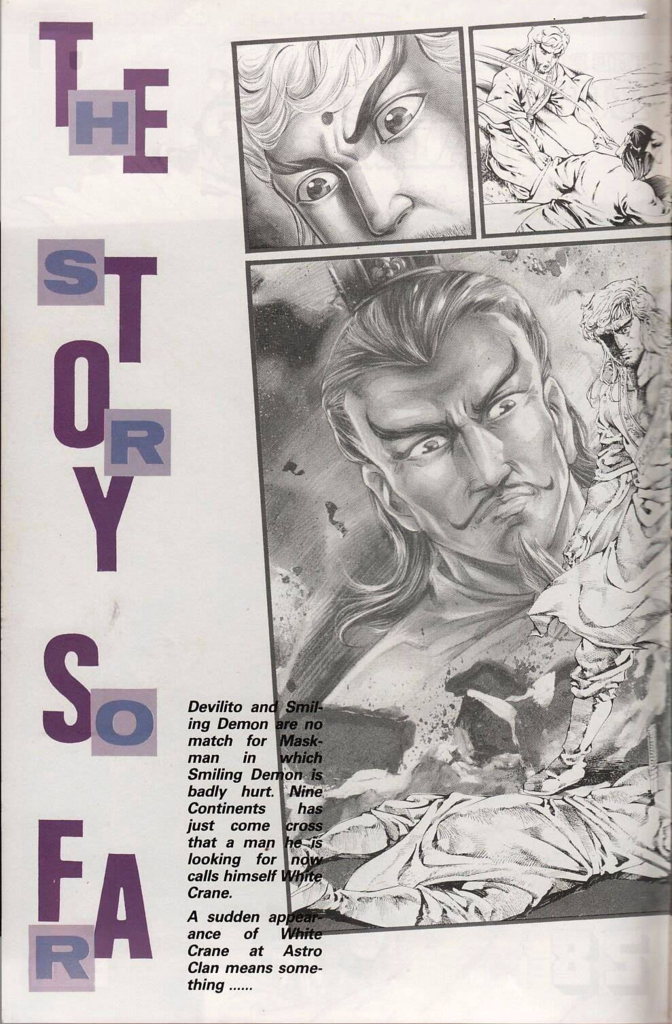 THE
STORY
SO
FAR
Devilito and Smil-
ing Demon are no
match for Mask-
man in which
Smiling Demon is
badly hurt. Nine
Continents has
just come cross
that a man he is
looking for now
calls himself White
Crane.
A sudden appear-
ance of White
Crane at Astro
Clan means some-
thing ......